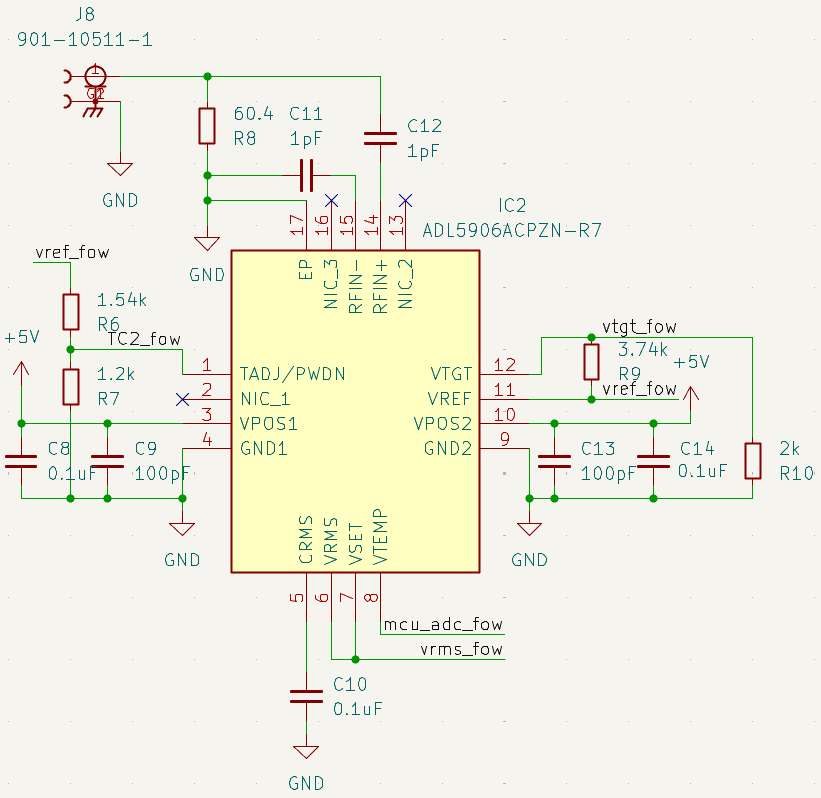 J8
901-10511-1
1
60.4
R8
C11
1pF
C12
1pF
GND
GND
17
16
15
14
13
IC2
ADL5906ACPZN-R7
EP
NIC_3
RFIN-
RFIN+
NIC_2
vref_fow
1.54k
R6
TC2_fow
+5V
1.2k
R7
1
2
3
4
TADJ/PWDN
NIC_1
VPOS1
GND1
VTGT
VREF
VPOS2
GND2
12
11
10
9
vtgt_fow
3.74k
R9
+5V
vref_fow
C8
0.1uF
C9
100pF
C13
100pF
C14
0.1uF
2k
R10
GND
GND
CRMS
VRMS
VSET
VTEMP
5
6
7
8
mcu_adc_fow
vrms_fow
C10
0.1uF
GND